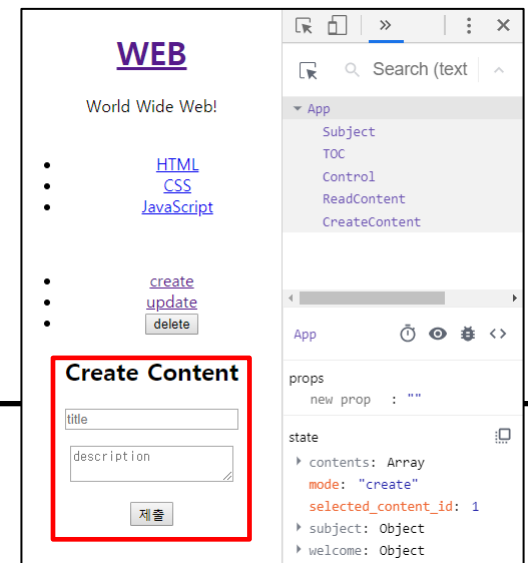 WEB
World Wide Web!
HTML
CSS
JavaScript
create
update
delete
Create Content
title
description
제출
»
Search (text
App
Subject
TOC
Control
ReadContent
CreateContent
App
props
new prop : ""
state
contents: Array
mode: "create"
selected_content_id: 1
subject: Object
welcome: Object